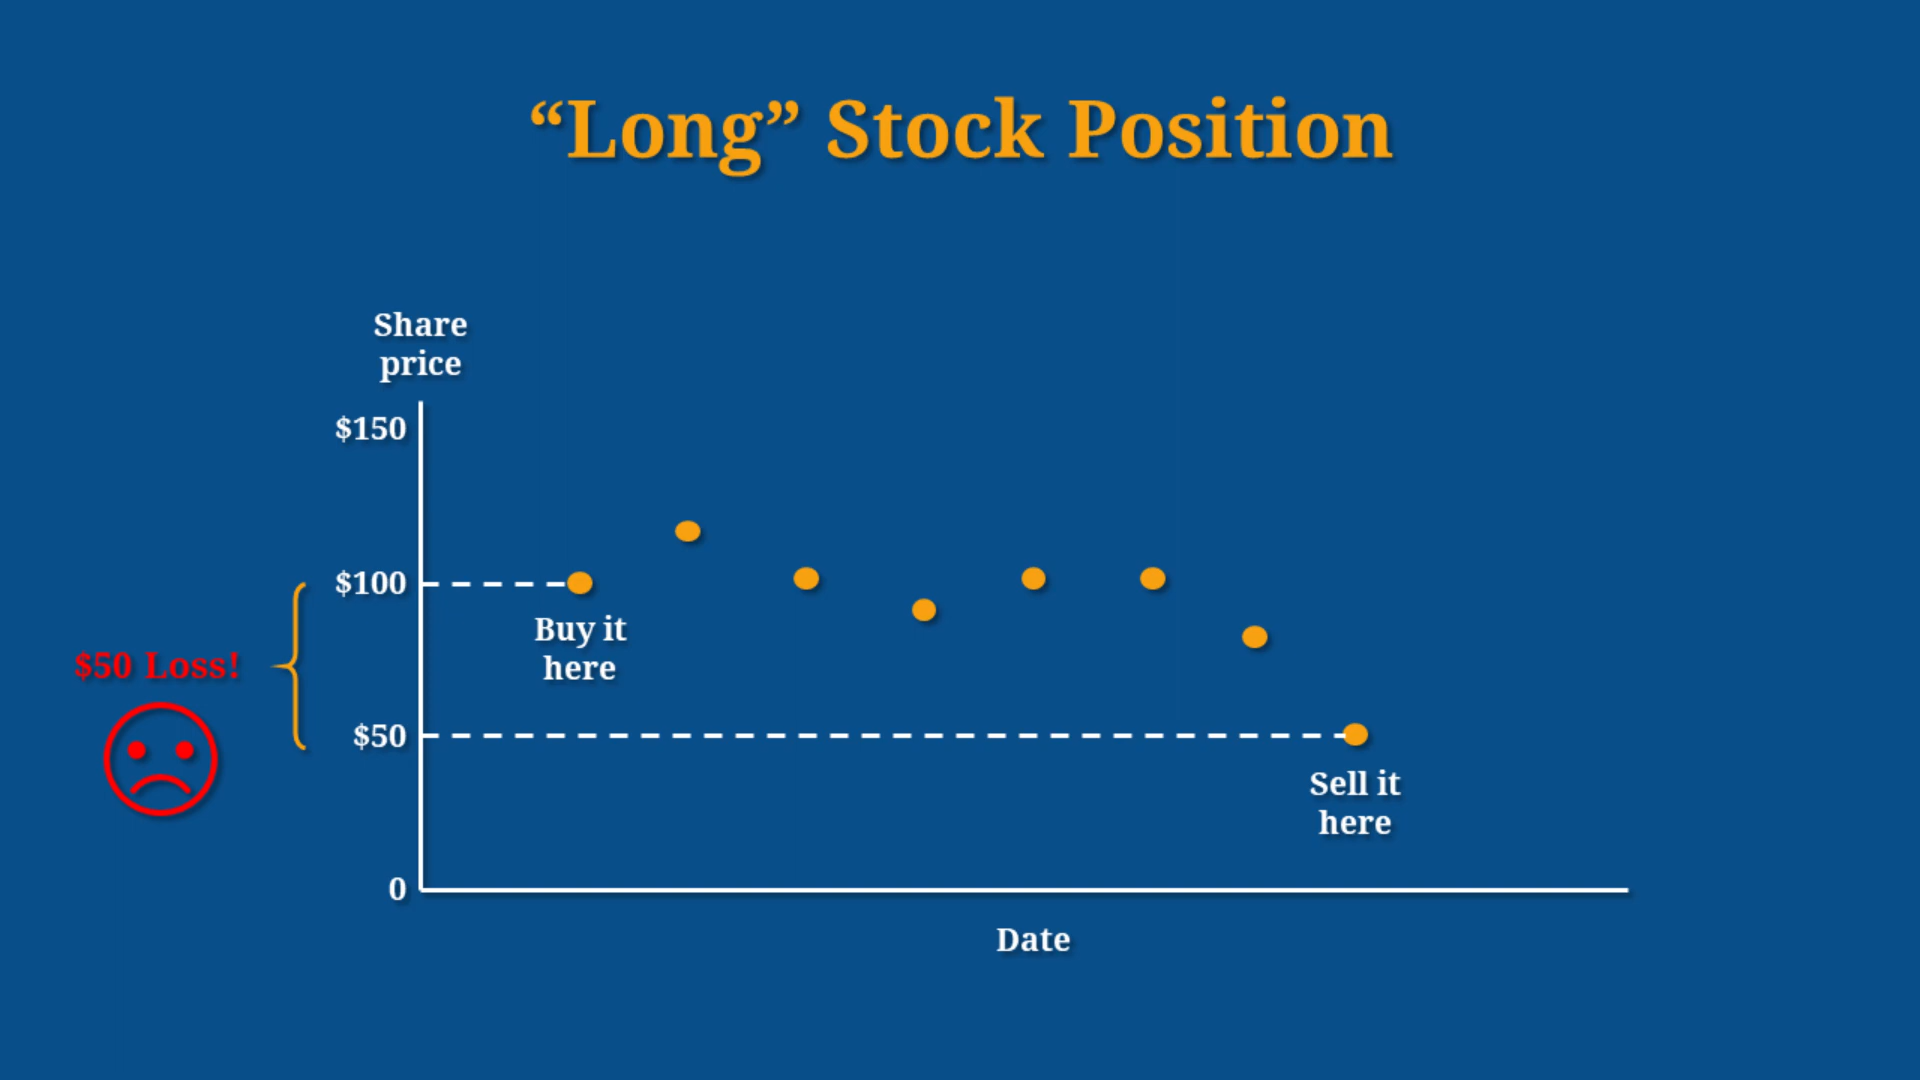 “Long” Stock Position
Share
price
$150
$100
Buy it
here
$50 Loss!
$50
Sell it
here
0
Date